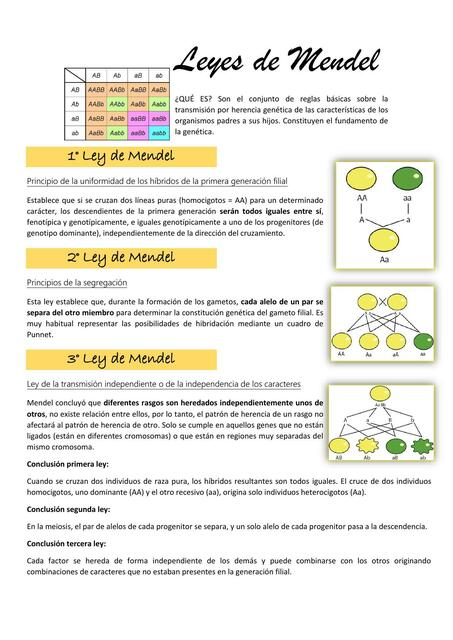 Leyes de Mendel
AB Ab aB ab
AB AABB AABb AaBB AaBb
Ab AABb AAbb AaBb Aabb
aB AaBB AaBb aaBB aaBb
ab AaBb Aabb aaBb aabb
¿QUÉ ES? Son el conjunto de reglas básicas sobre la
transmisión por herencia genética de las características de los
organismos padres a sus hijos. Constituyen el fundamento de
la genética.
1° Ley de Mendel
Principio de la uniformidad de los híbridos de la primera generación filial
Establece que si se cruzan dos líneas puras (homocigotos = AA) para un determinado
carácter, los descendientes de la primera generación serán todos iguales entre sí,
fenotípica y genotípicamente, e iguales genotípicamente a uno de los progenitores (de
genotipo dominante), independientemente de la dirección del cruzamiento.
AA aa
A a
Aa
2° Ley de Mendel
Principios de la segregación
Esta ley establece que, durante la formación de los gametos, cada alelo de un par se
separa del otro miembro para determinar la constitución genética del gameto filial. Es
muy habitual representar las posibilidades de hibridación mediante un cuadro de
Punnet.
AA Aa aA aa
3° Ley de Mendel
Ley de la transmisión independiente o de la independencia de los caracteres
Mendel concluyó que diferentes rasgos son heredados independientemente unos de
otros, no existe relación entre ellos, por lo tanto, el patrón de herencia de un rasgo no
afectará al patrón de herencia de otro. Solo se cumple en aquellos genes que no están
ligados (están en diferentes cromosomas) o que están en regiones muy separadas del
mismo cromosoma.
Aa Bb
A a B b
AB Ab aB ab
Conclusión primera ley:
Cuando se cruzan dos individuos de raza pura, los híbridos resultantes son todos iguales. El cruce de dos individuos
homocigotos, uno dominante (AA) y el otro recesivo (aa), origina solo individuos heterocigotos (Aa).
Conclusión segunda ley:
En la meiosis, el par de alelos de cada progenitor se separa, y un solo alelo de cada progenitor pasa a la descendencia.
Conclusión tercera ley:
Cada factor se hereda de forma independiente de los demás y puede combinarse con los otros originando
combinaciones de caracteres que no estaban presentes en la generación filial.